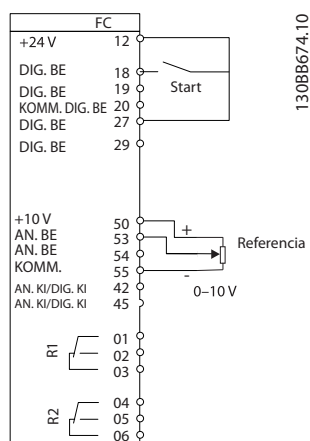 FC
+24 V 12
DIG. BE 18
DIG. BE 19
KOMM. DIG. BE 20
DIG. BE 27
DIG. BE 29
Start
+10 V 50
AN. BE 53
AN. BE 54
KOMM. 55
AN. KI/DIG. KI 42
AN. KI/DIG. KI 45
+
-
Referencia
0–10 V
R1
01
02
03
R2
04
05
06
130BB674.10